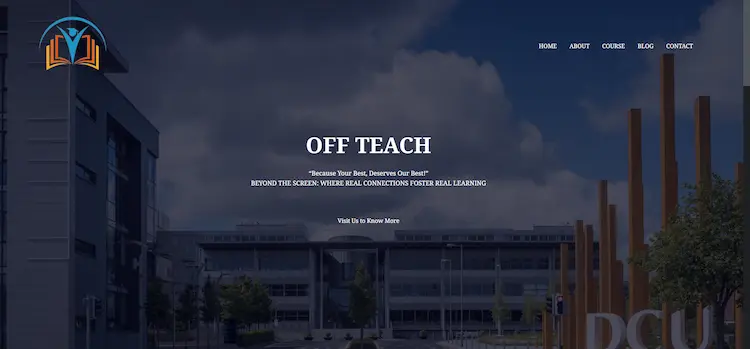 HOME ABOUT COURSE BLOG CONTACT
OFF TEACH
“Because Your Best, Deserves Our Best!”
BEYOND THE SCREEN: WHERE REAL CONNECTIONS FOSTER REAL LEARNING
Visit Us to Know More
DCU